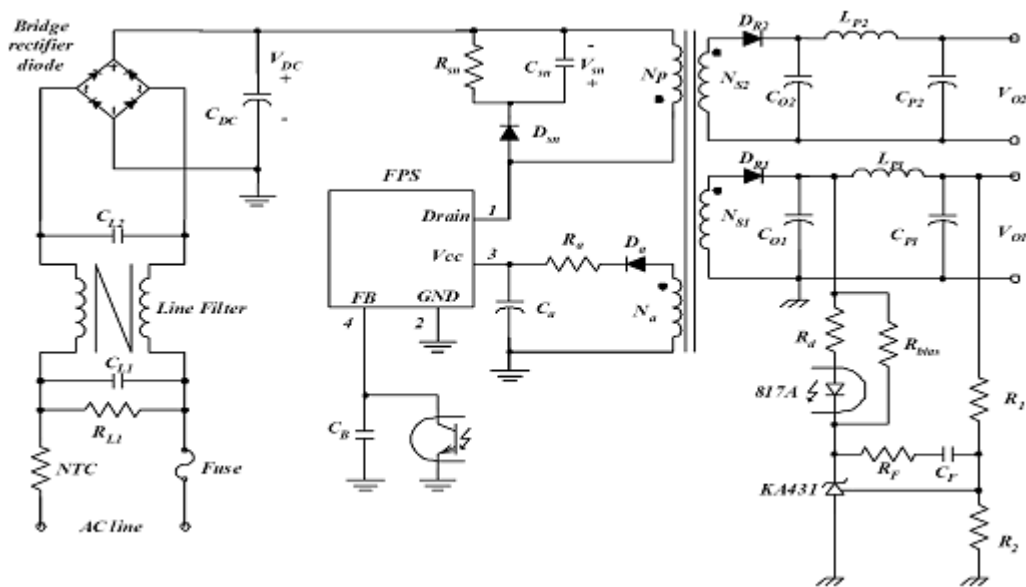 Bridge
rectifier
diode
V_DC
+
-
C_DC
R_sn
C_sn
-
V_sn
+
D_sn
Np
D_R2
L_P2
N_S2
C_O2
C_P2
V_O2
D_R1
L_P1
N_S1
C_O1
C_P1
V_O1
FPS
Drain
1
Vcc
3
FB
GND
4
2
R_a
D_a
C_a
N_a
C_L2
Line Filter
C_L1
R_L1
NTC
Fuse
AC line
C_B
R_d
R_bias
817A
R_1
R_F
C_F
KA431
R_2